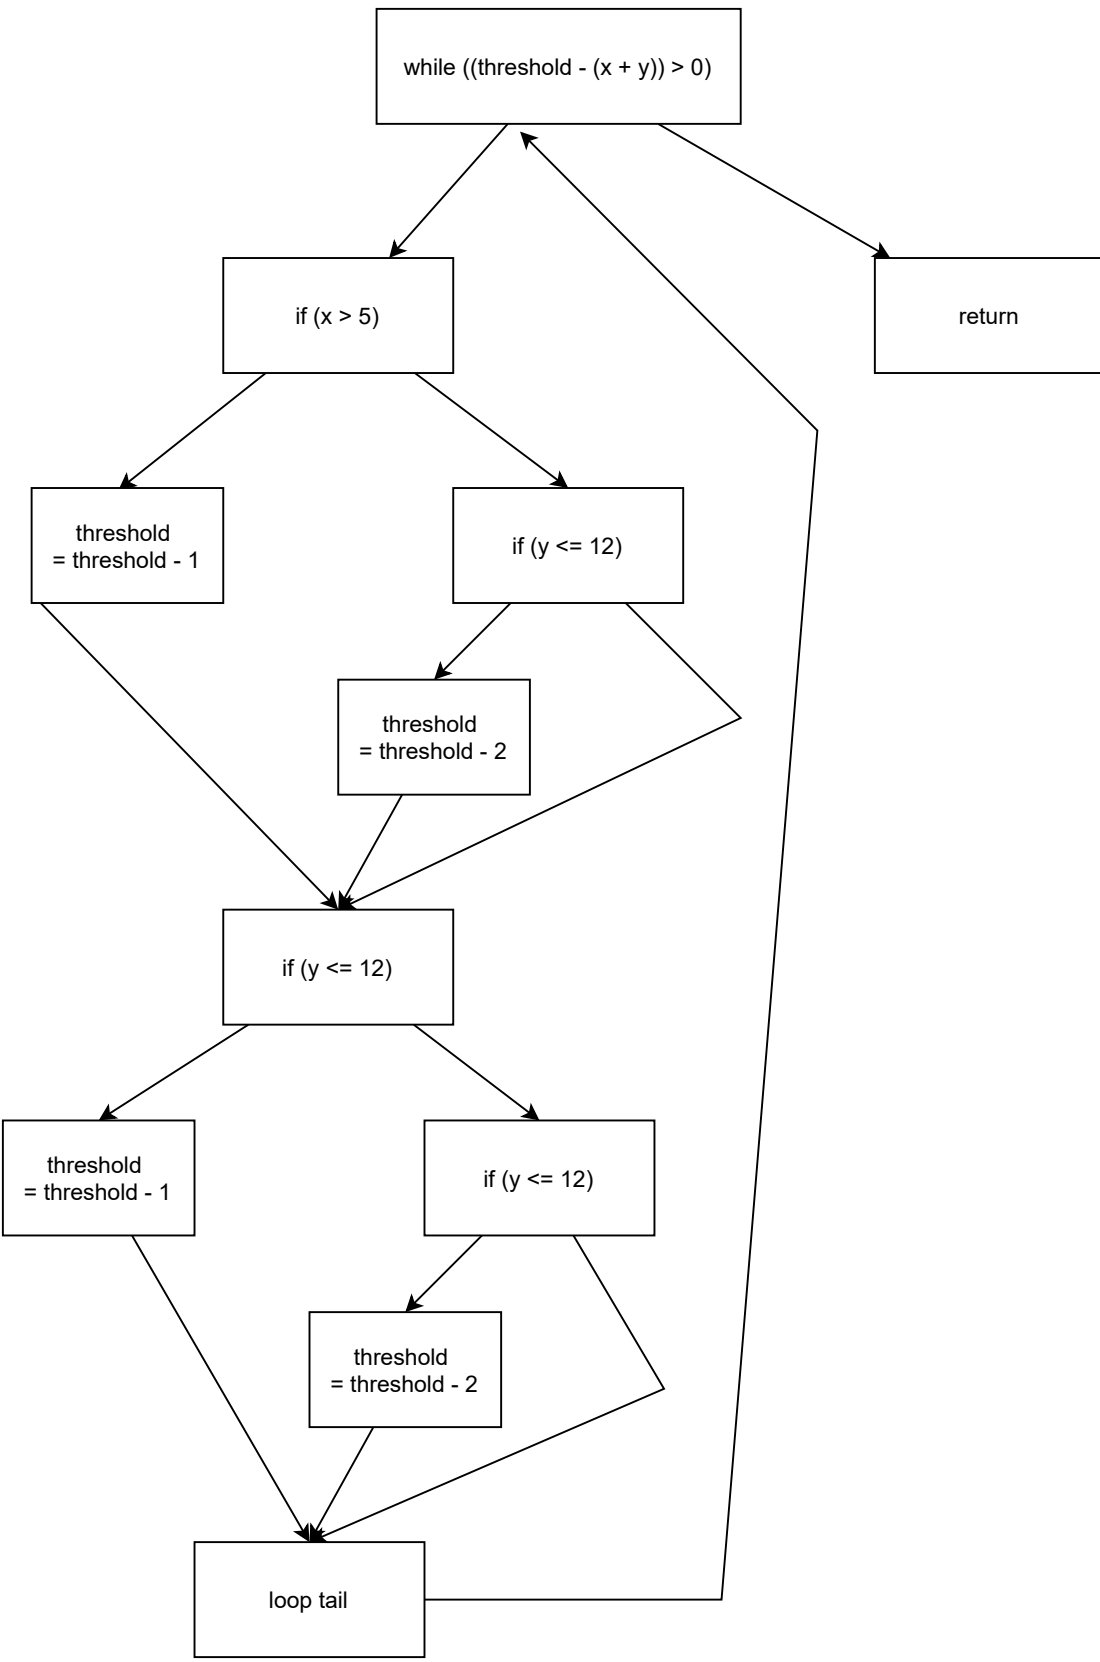 while ((threshold - (x + y)) > 0)
if (x > 5)
return
threshold
= threshold - 1
if (y <= 12)
threshold
= threshold - 2
if (y <= 12)
threshold
= threshold - 1
if (y <= 12)
threshold
= threshold - 2
loop tail